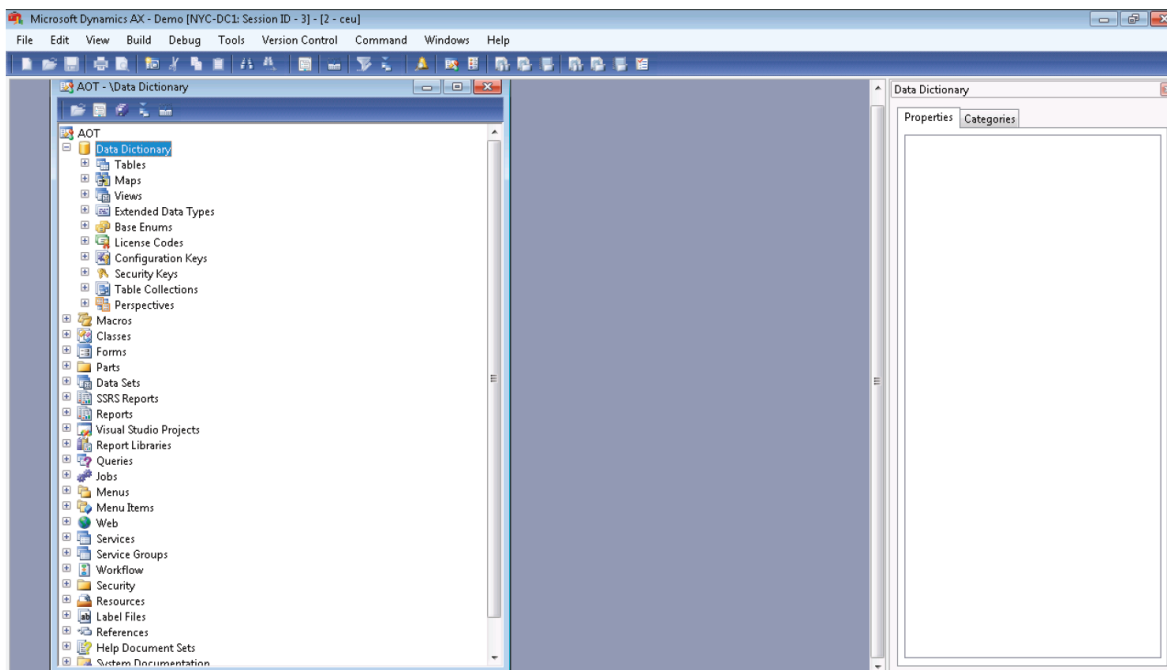 Microsoft Dynamics AX - Demo [NYC-DC1: Session ID - 3] - [2 - ceu]
File Edit View Build Debug Tools Version Control Command Windows Help
AOT - \Data Dictionary
Data Dictionary
Properties Categories
AOT
Data Dictionary
Tables
Maps
Views
Extended Data Types
Base Enums
License Codes
Configuration Keys
Security Keys
Table Collections
Perspectives
Macros
Classes
Forms
Parts
Data Sets
SSRS Reports
Reports
Visual Studio Projects
Report Libraries
Queries
Jobs
Menus
Menu Items
Web
Services
Service Groups
Workflow
Security
Resources
Label Files
References
Help Document Sets
System Documentation